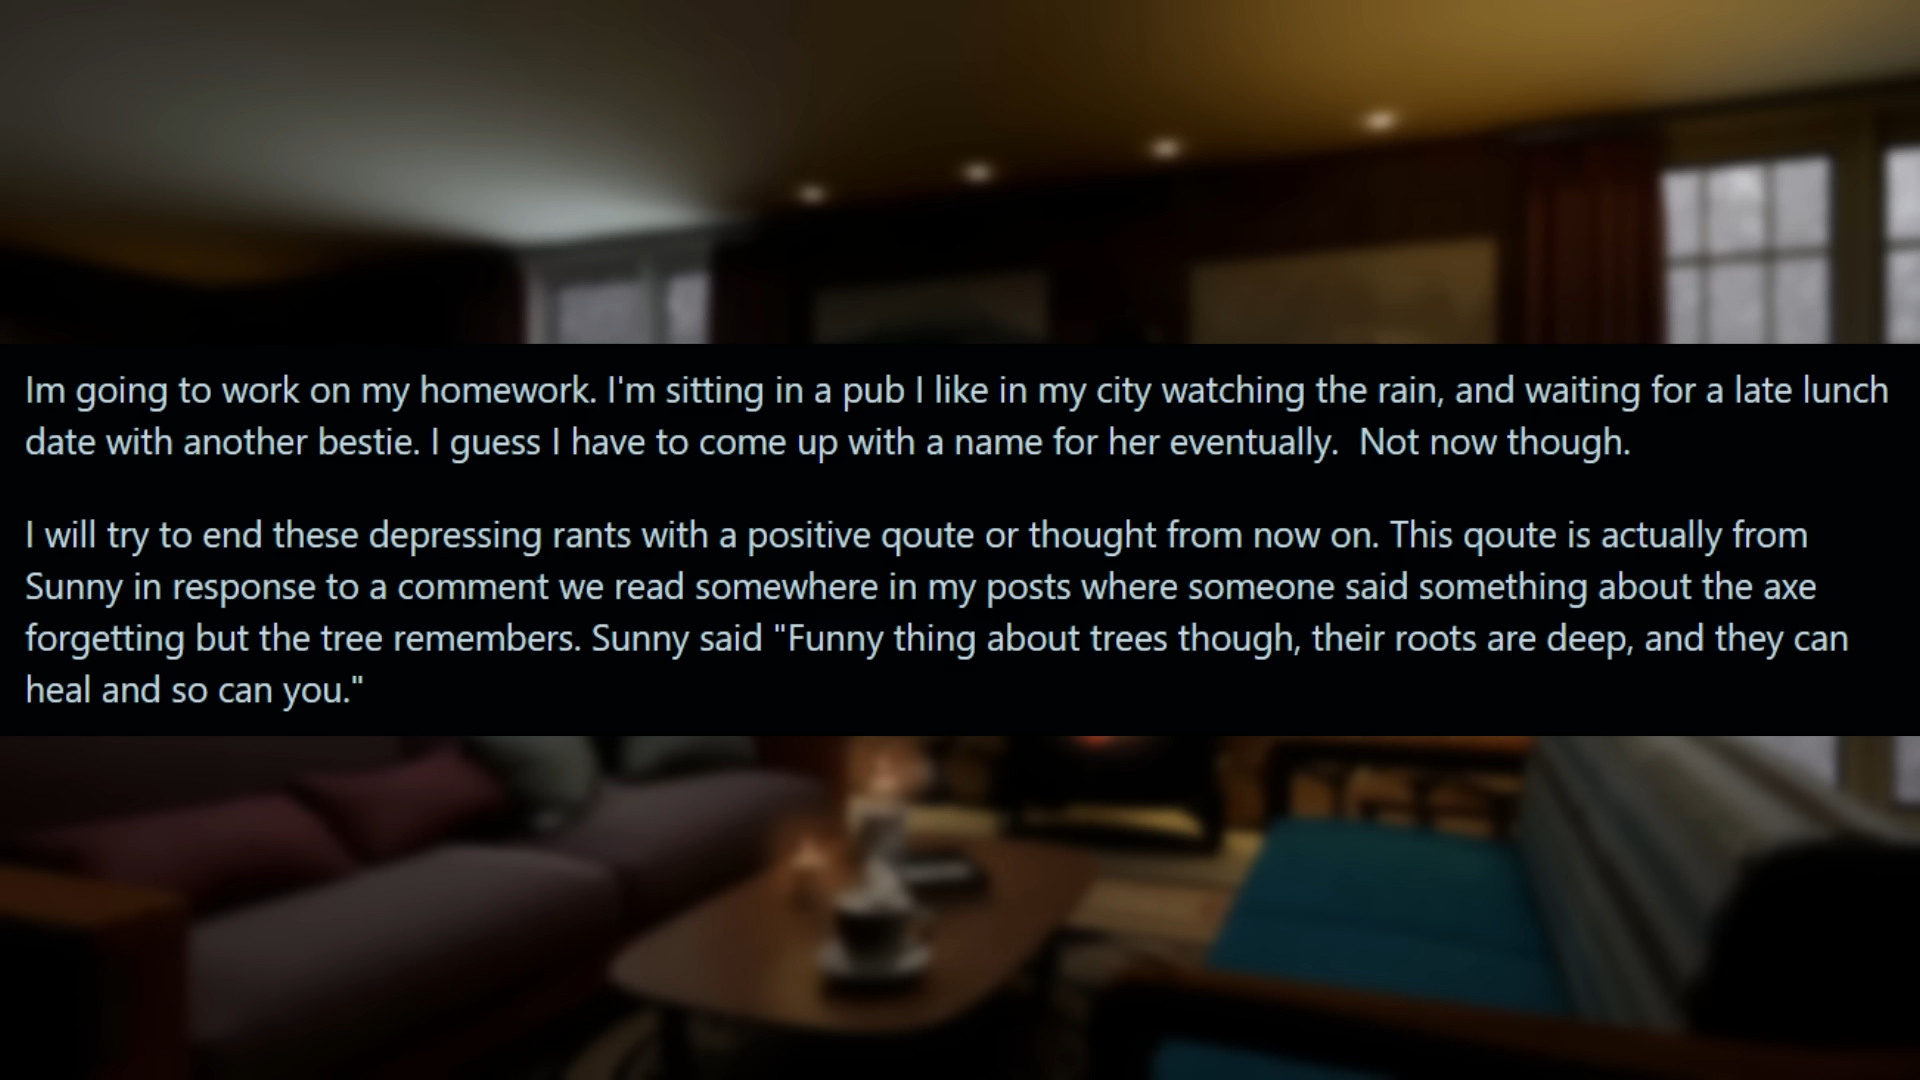 Im going to work on my homework. I'm sitting in a pub I like in my city watching the rain, and waiting for a late lunch
date with another bestie. I guess I have to come up with a name for her eventually.  Not now though.
I will try to end these depressing rants with a positive qoute or thought from now on. This qoute is actually from
Sunny in response to a comment we read somewhere in my posts where someone said something about the axe
forgetting but the tree remembers. Sunny said "Funny thing about trees though, their roots are deep, and they can
heal and so can you."